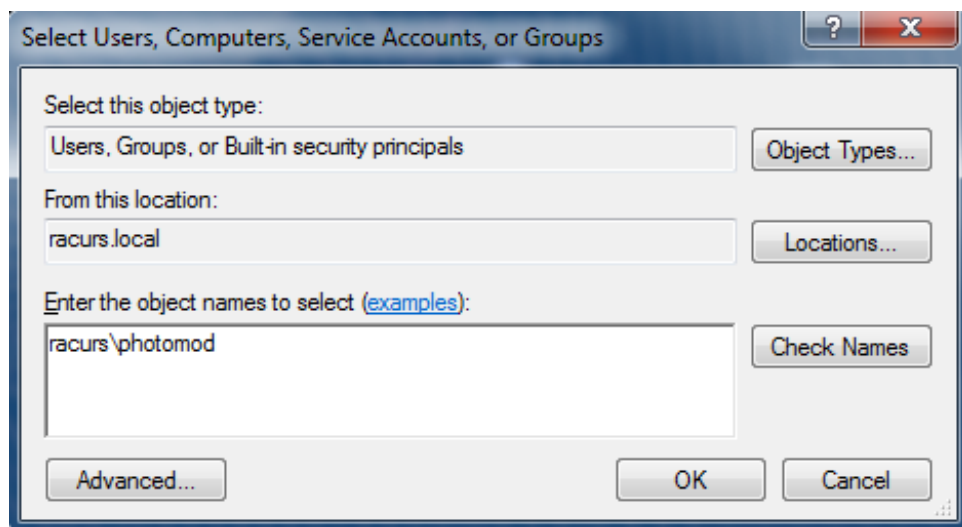 Select Users, Computers, Service Accounts, or Groups
Select this object type:
Users, Groups, or Built-in security principals
Object Types...
From this location:
racurs.local
Locations...
Enter the object names to select (examples):
racurs\photomod
Check Names
Advanced...
OK
Cancel